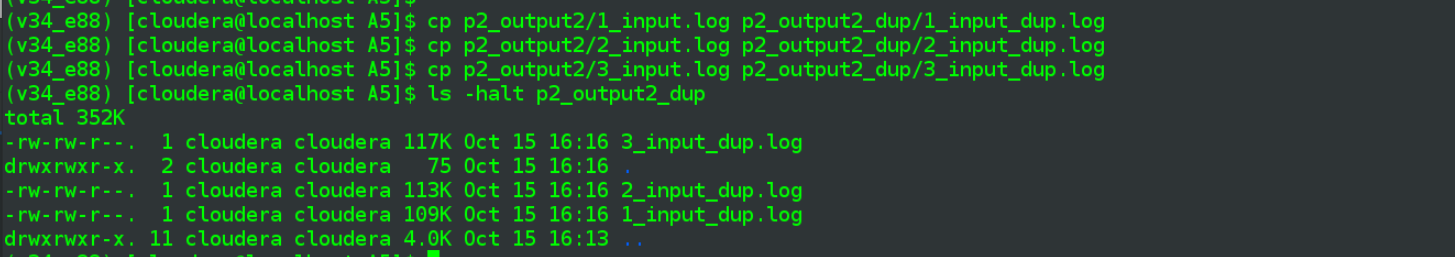 (v34_e88) [cloudera@localhost A5]$ cp p2_output2/1_input.log p2_output2_dup/1_input_dup.log
(v34_e88) [cloudera@localhost A5]$ cp p2_output2/2_input.log p2_output2_dup/2_input_dup.log
(v34_e88) [cloudera@localhost A5]$ cp p2_output2/3_input.log p2_output2_dup/3_input_dup.log
(v34_e88) [cloudera@localhost A5]$ ls -halt p2_output2_dup
total 352K
-rw-rw-r--.  1 cloudera cloudera 117K Oct 15 16:16 3_input_dup.log
drwxrwxr-x.  2 cloudera cloudera   75 Oct 15 16:16 .
-rw-rw-r--.  1 cloudera cloudera 113K Oct 15 16:16 2_input_dup.log
-rw-rw-r--.  1 cloudera cloudera 109K Oct 15 16:16 1_input_dup.log
drwxrwxr-x. 11 cloudera cloudera 4.0K Oct 15 16:13 ..